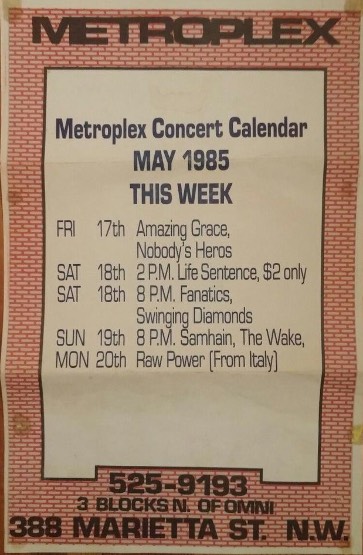 METROPLEX
Metroplex Concert Calendar
MAY 1985
THIS WEEK
FRI 17th Amazing Grace,
Nobody's Heros
SAT 18th 2 P.M. Life Sentence, $2 only
SAT 18th 8 P.M. Fanatics,
Swinging Diamonds
SUN 19th 8 P.M. Samhain, The Wake,
MON 20th Raw Power (From Italy)
525-9193
3 BLOCKS N. OF OMNI
388 MARIETTA ST. N.W.